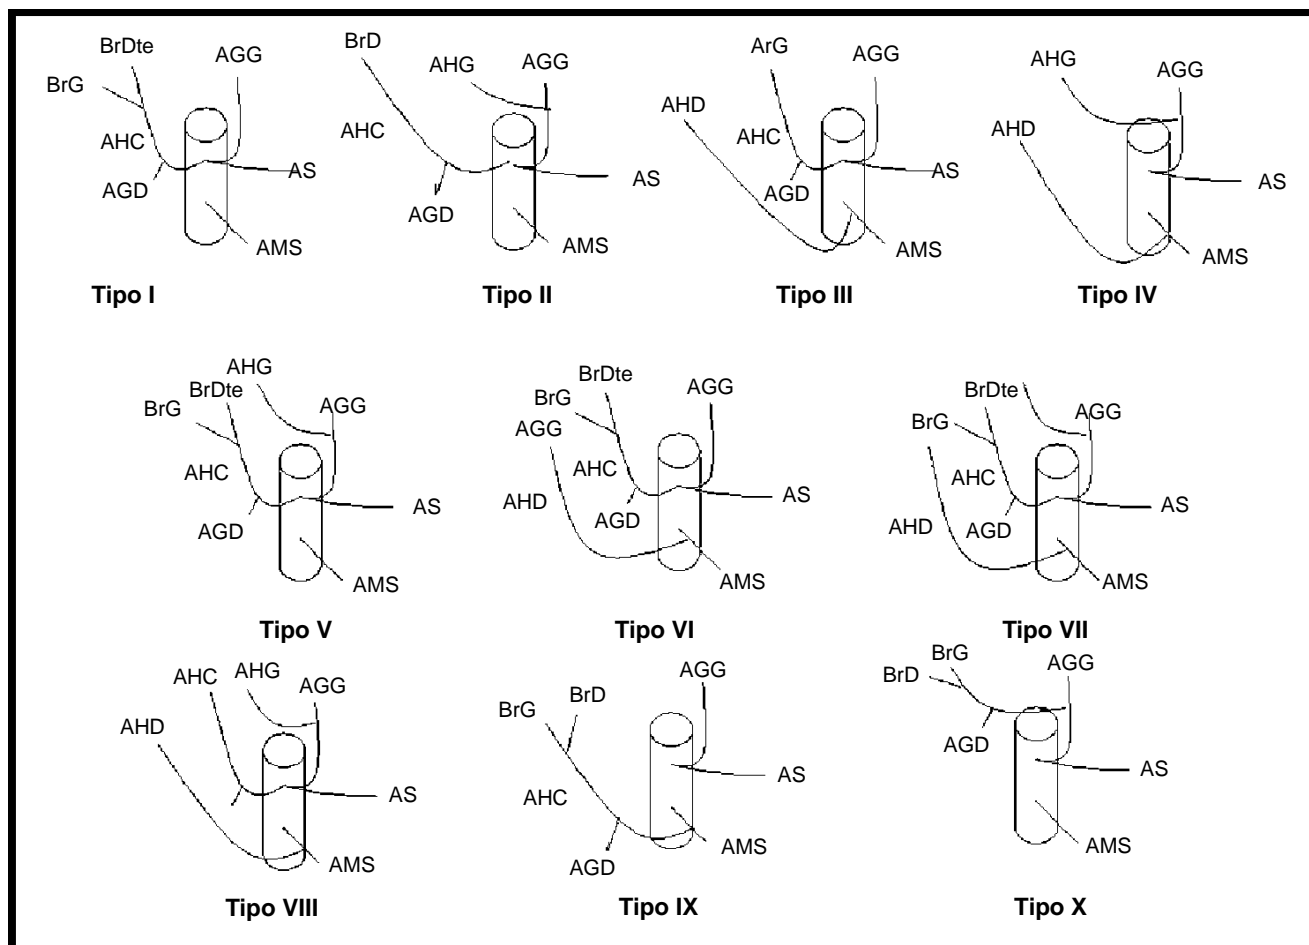 BrDte
AGG
BrG
AHC
AGD
AS
AMS
Tipo I
BrD
AHG
AGG
AHC
AGD
AS
AMS
Tipo II
ArG
AGG
AHD
AHC
AGD
AS
AMS
Tipo III
AHG
AGG
AHD
AS
AMS
Tipo IV
AHG
BrDte
BrG
AGG
AHC
AGD
AS
AMS
Tipo V
BrDte
AGG
BrG
AGG
AHC
AHD
AGD
AS
AMS
Tipo VI
BrDte
AGG
BrG
AHC
AHD
AGD
AS
AMS
Tipo VII
AHC
AHG
AGG
AHD
AS
AMS
Tipo VIII
AGG
BrD
BrG
AS
AHC
AMS
AGD
Tipo IX
BrG
AGG
BrD
AGD
AS
AMS
Tipo X